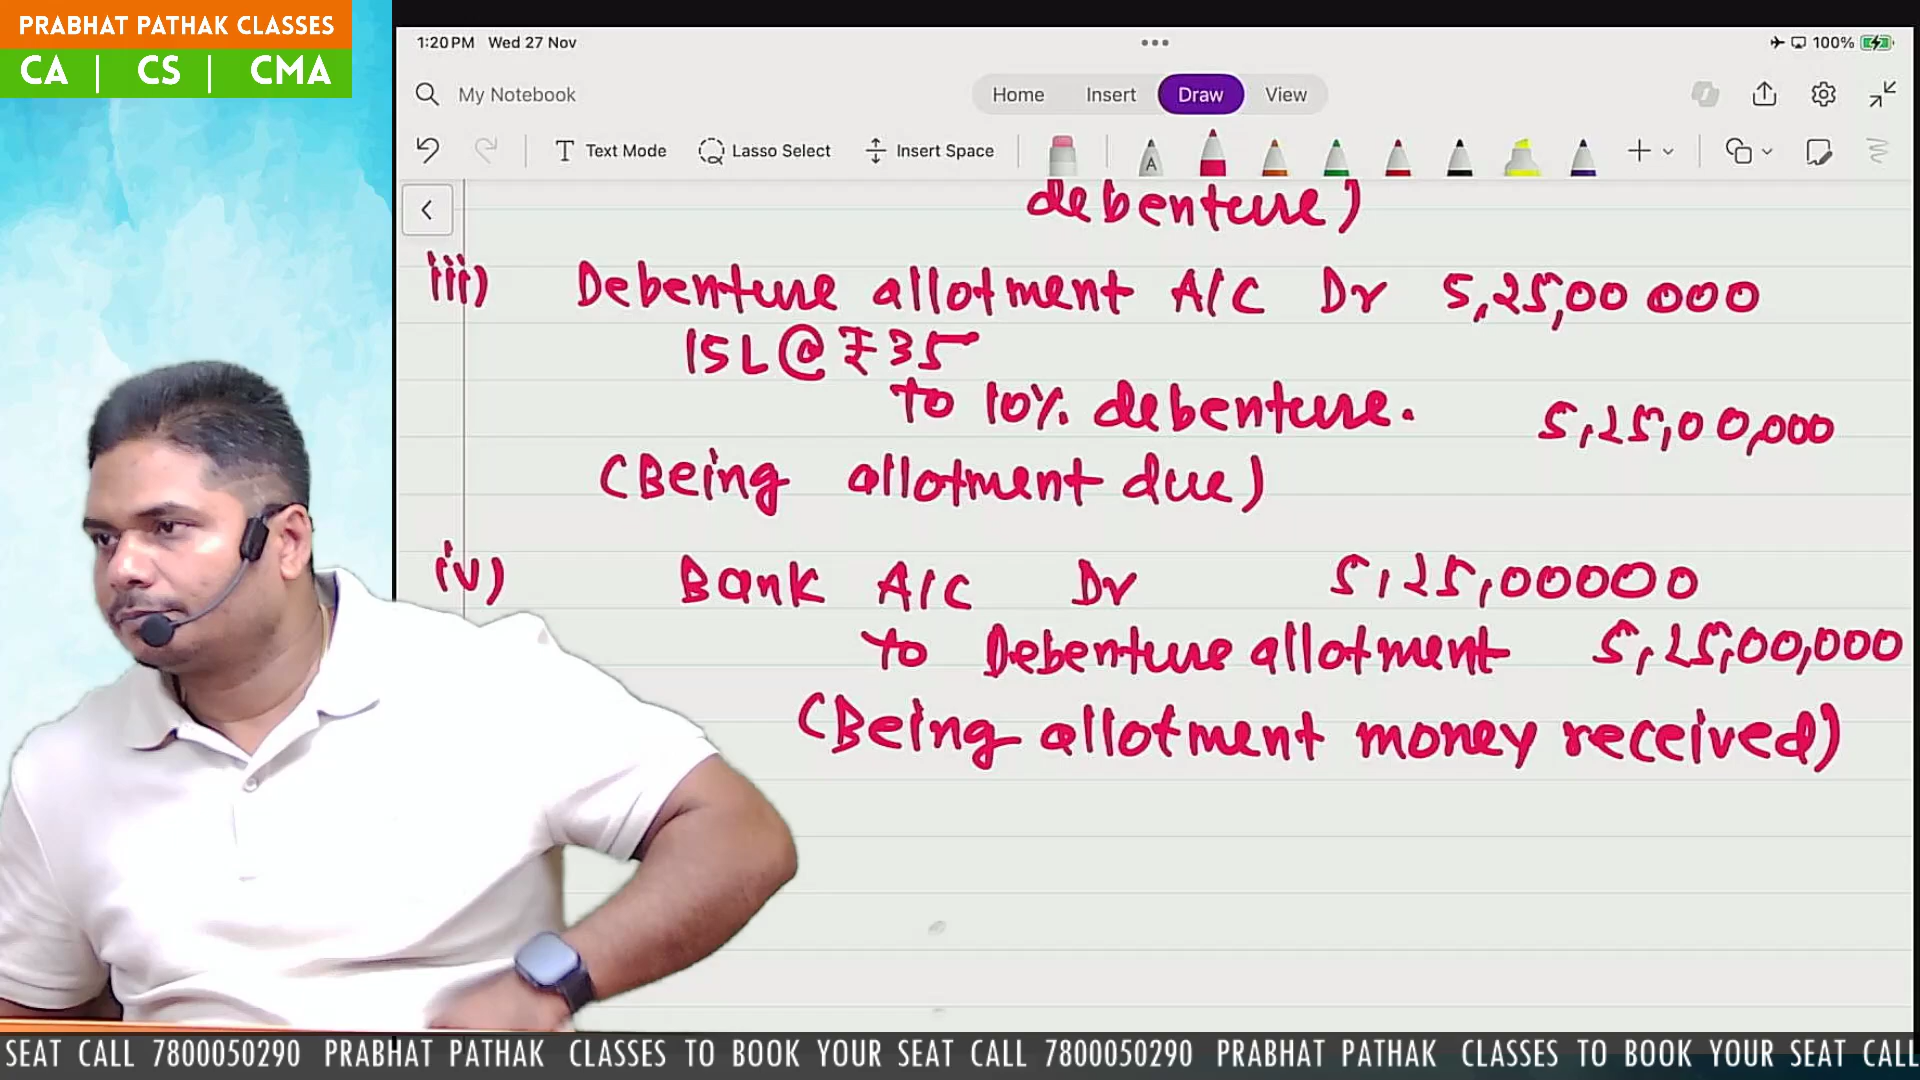 PRABHAT PATHAK CLASSES
CA | CS | CMA
1:20 PM Wed 27 Nov
100%
My Notebook
Home Insert Draw View
Text Mode Lasso Select Insert Space
A
debenture)
iii) Debenture allotment A/C Dr 5,25,00 000
15L@₹35
To 10% debenture. 5,25,00,000
(Being allotment due)
(iv) Bank A/C Dr 5,25,00000
To Debenture allotment 5,25,00,000
(Being allotment money received)
SEAT CALL 7800050290 PRABHAT PATHAK CLASSES TO BOOK YOUR SEAT CALL 7800050290 PRABHAT PATHAK CLASSES TO BOOK YOUR SEAT CALL